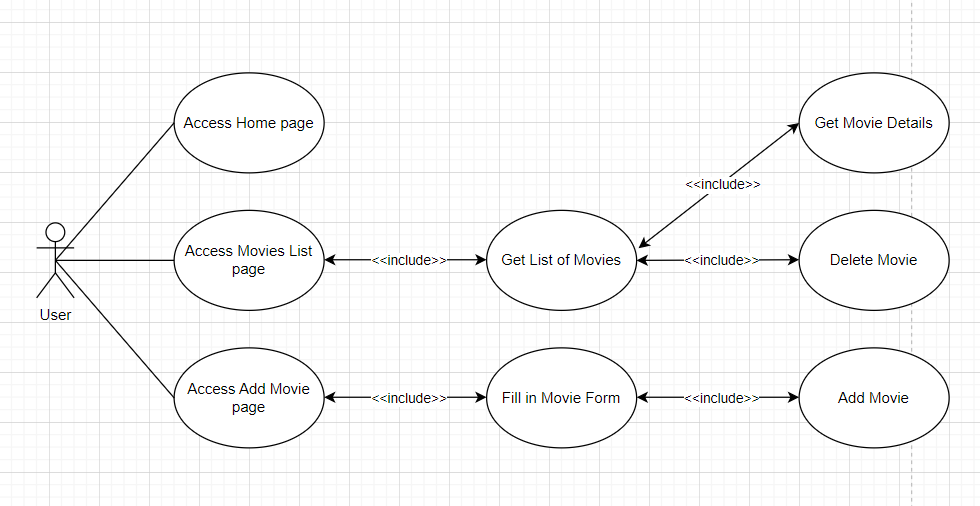 Access Home page
Get Movie Details
<<include>>
Access Movies List
page
<<include>>
Get List of Movies
<<include>>
Delete Movie
User
Access Add Movie
page
<<include>>
Fill in Movie Form
<<include>>
Add Movie